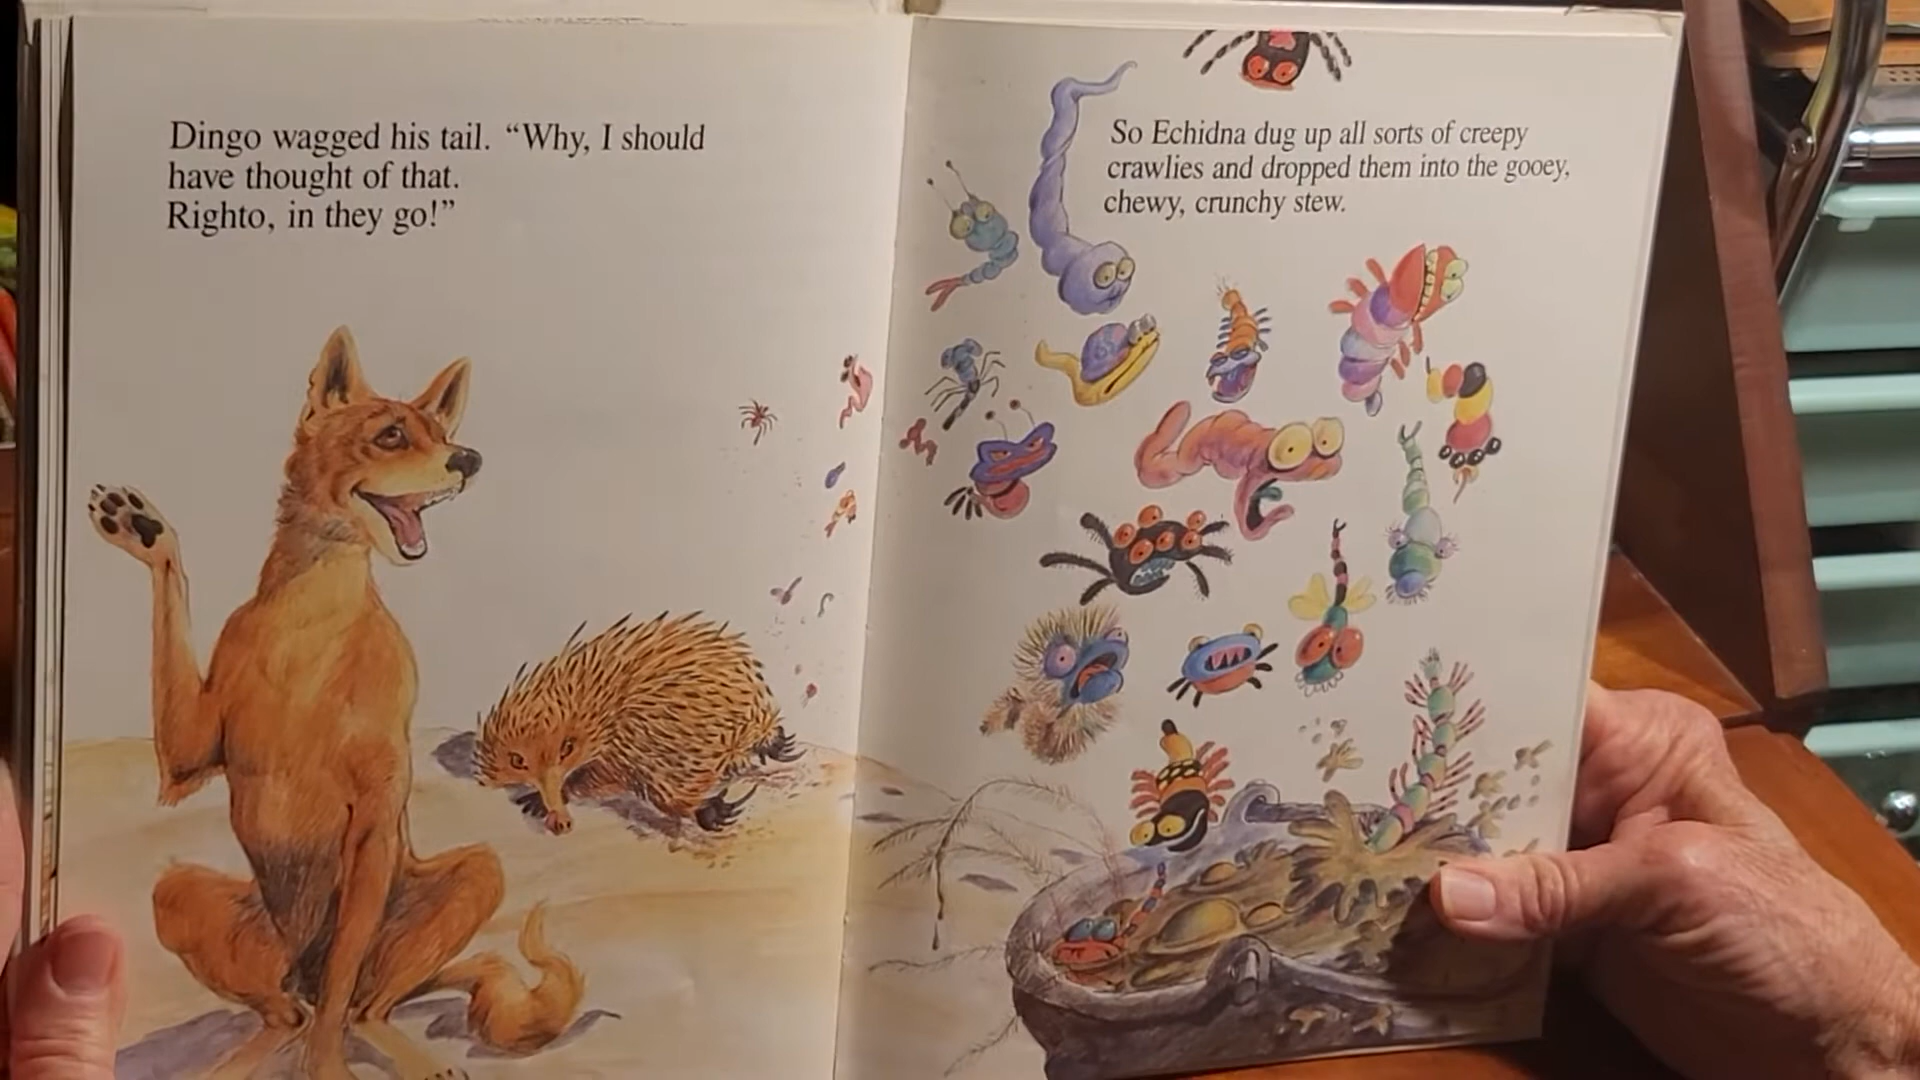 Dingo wagged his tail. “Why, I should
have thought of that.
Righto, in they go!”
So Echidna dug up all sorts of creepy
crawlies and dropped them into the gooey,
chewy, crunchy stew.